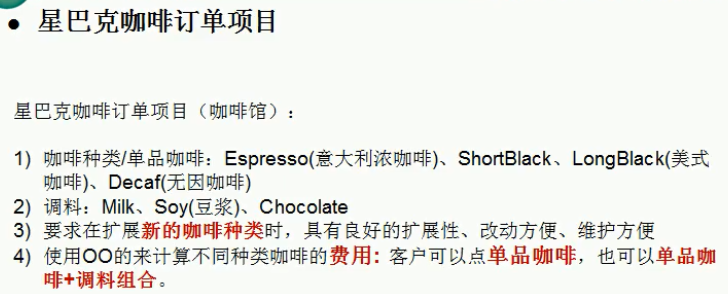 ● 星巴克咖啡订单项目
星巴克咖啡订单项目（咖啡馆）：
1) 咖啡种类/单品咖啡：Espresso(意大利浓咖啡)、ShortBlack、LongBlack(美式
咖啡)、Decaf(无因咖啡)
2) 调料：Milk、Soy(豆浆)、Chocolate
3) 要求在扩展新的咖啡种类时，具有良好的扩展性、改动方便、维护方便
4) 使用OO的来计算不同种类咖啡的费用: 客户可以点单品咖啡，也可以单品咖
啡+调料组合。